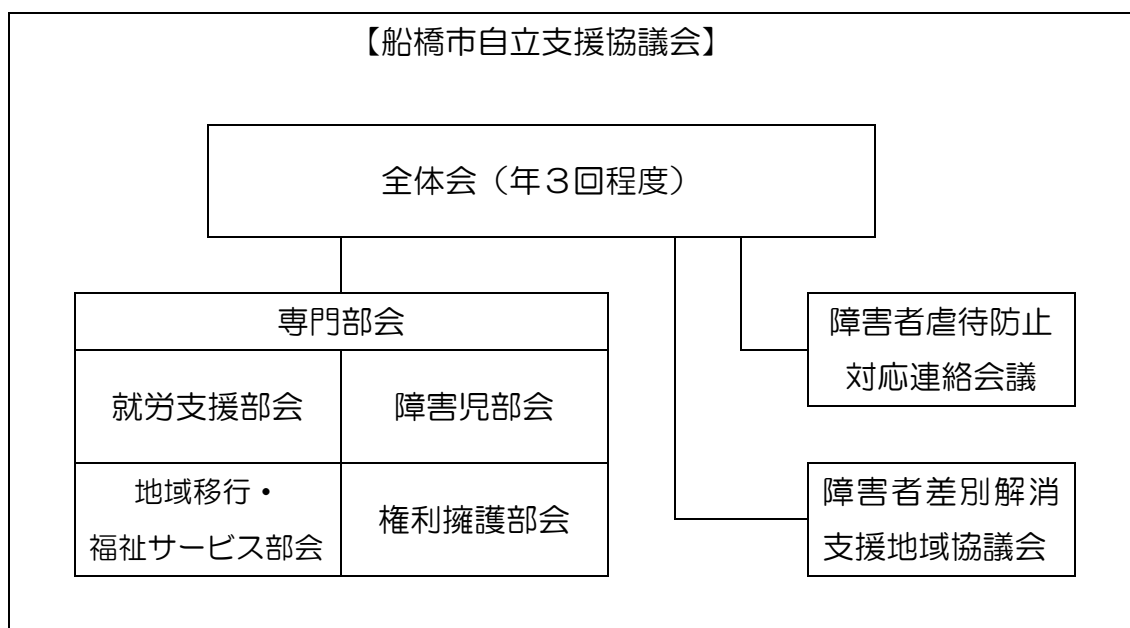 【船橋市自立支援協議会】
全体会（年３回程度）
専門部会
就労支援部会
障害児部会
地域移行・
福祉サービス部会
権利擁護部会
障害者虐待防止
対応連絡会議
障害者差別解消
支援地域協議会